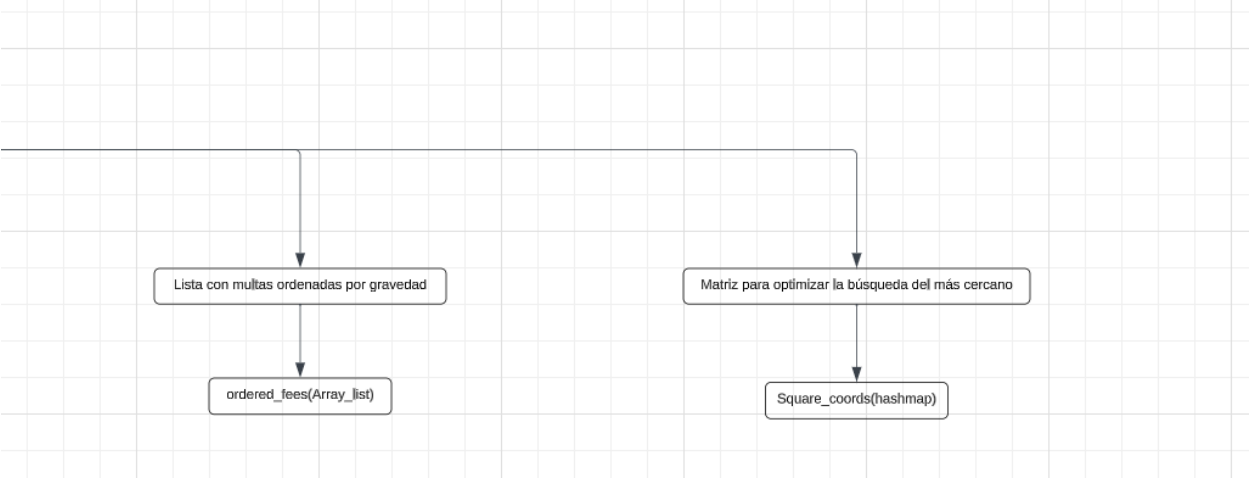 Lista con multas ordenadas por gravedad
Matriz para optimizar la búsqueda del más cercano
ordered_fees(Array_list)
Square_coords(hashmap)